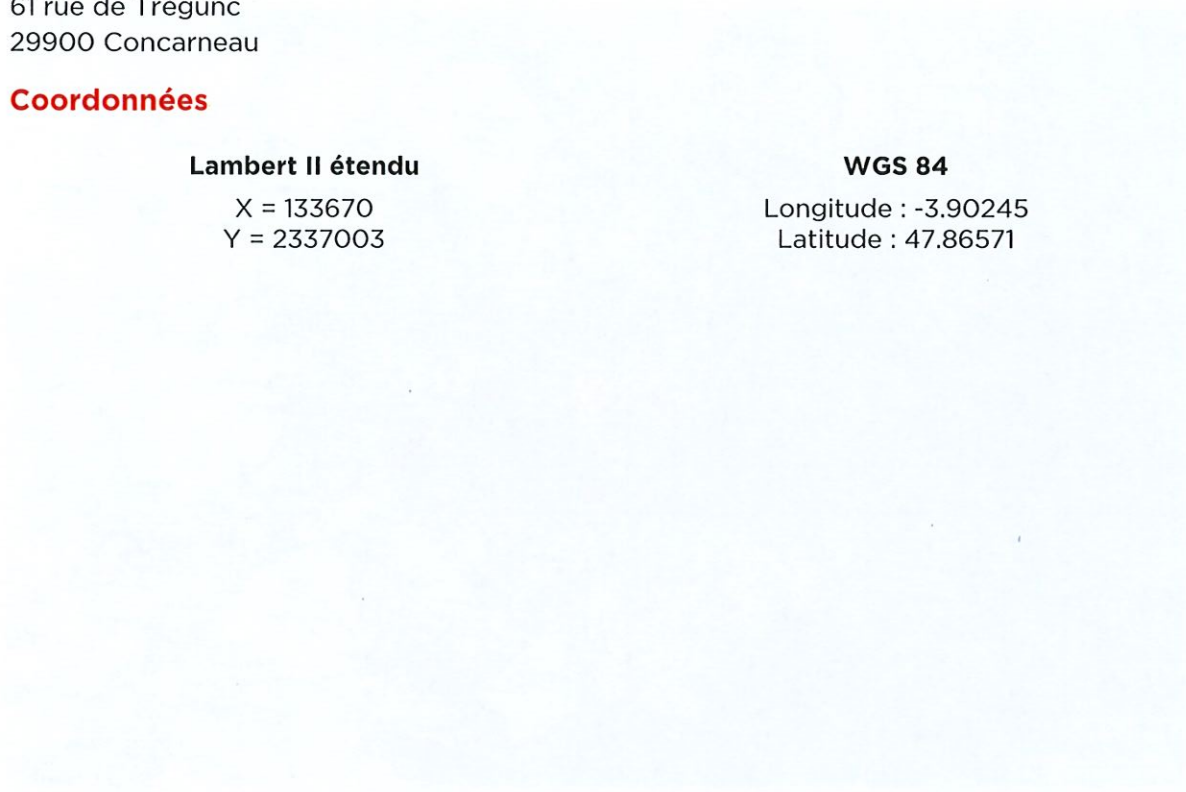 61 rue de Trégunc
29900 Concarneau
Coordonnées
Lambert II étendu
X = 133670
Y = 2337003
WGS 84
Longitude : -3.90245
Latitude : 47.86571